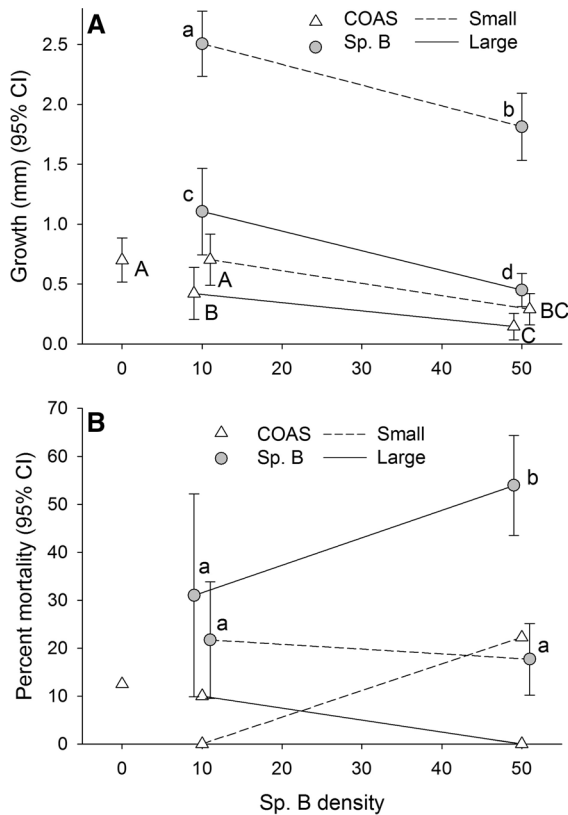 A
COAS
Small
Sp. B
Large
Growth (mm) (95% CI)
2.5
2.0
1.5
1.0
0.5
0.0
a
b
c
d
A
A
B
BC
C
0
10
20
30
40
50
B
COAS
Small
Sp. B
Large
Percent mortality (95% CI)
70
60
50
40
30
20
10
0
a
b
a
a
0
10
20
30
40
50
Sp. B density